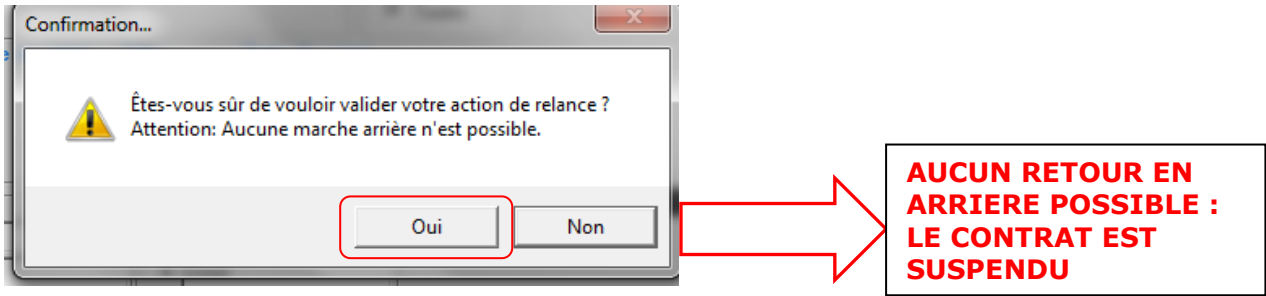 Confirmation...
Êtes-vous sûr de vouloir valider votre action de relance ?
Attention: Aucune marche arrière n'est possible.
Oui
Non
AUCUN RETOUR EN
ARRIERE POSSIBLE :
LE CONTRAT EST
SUSPENDU